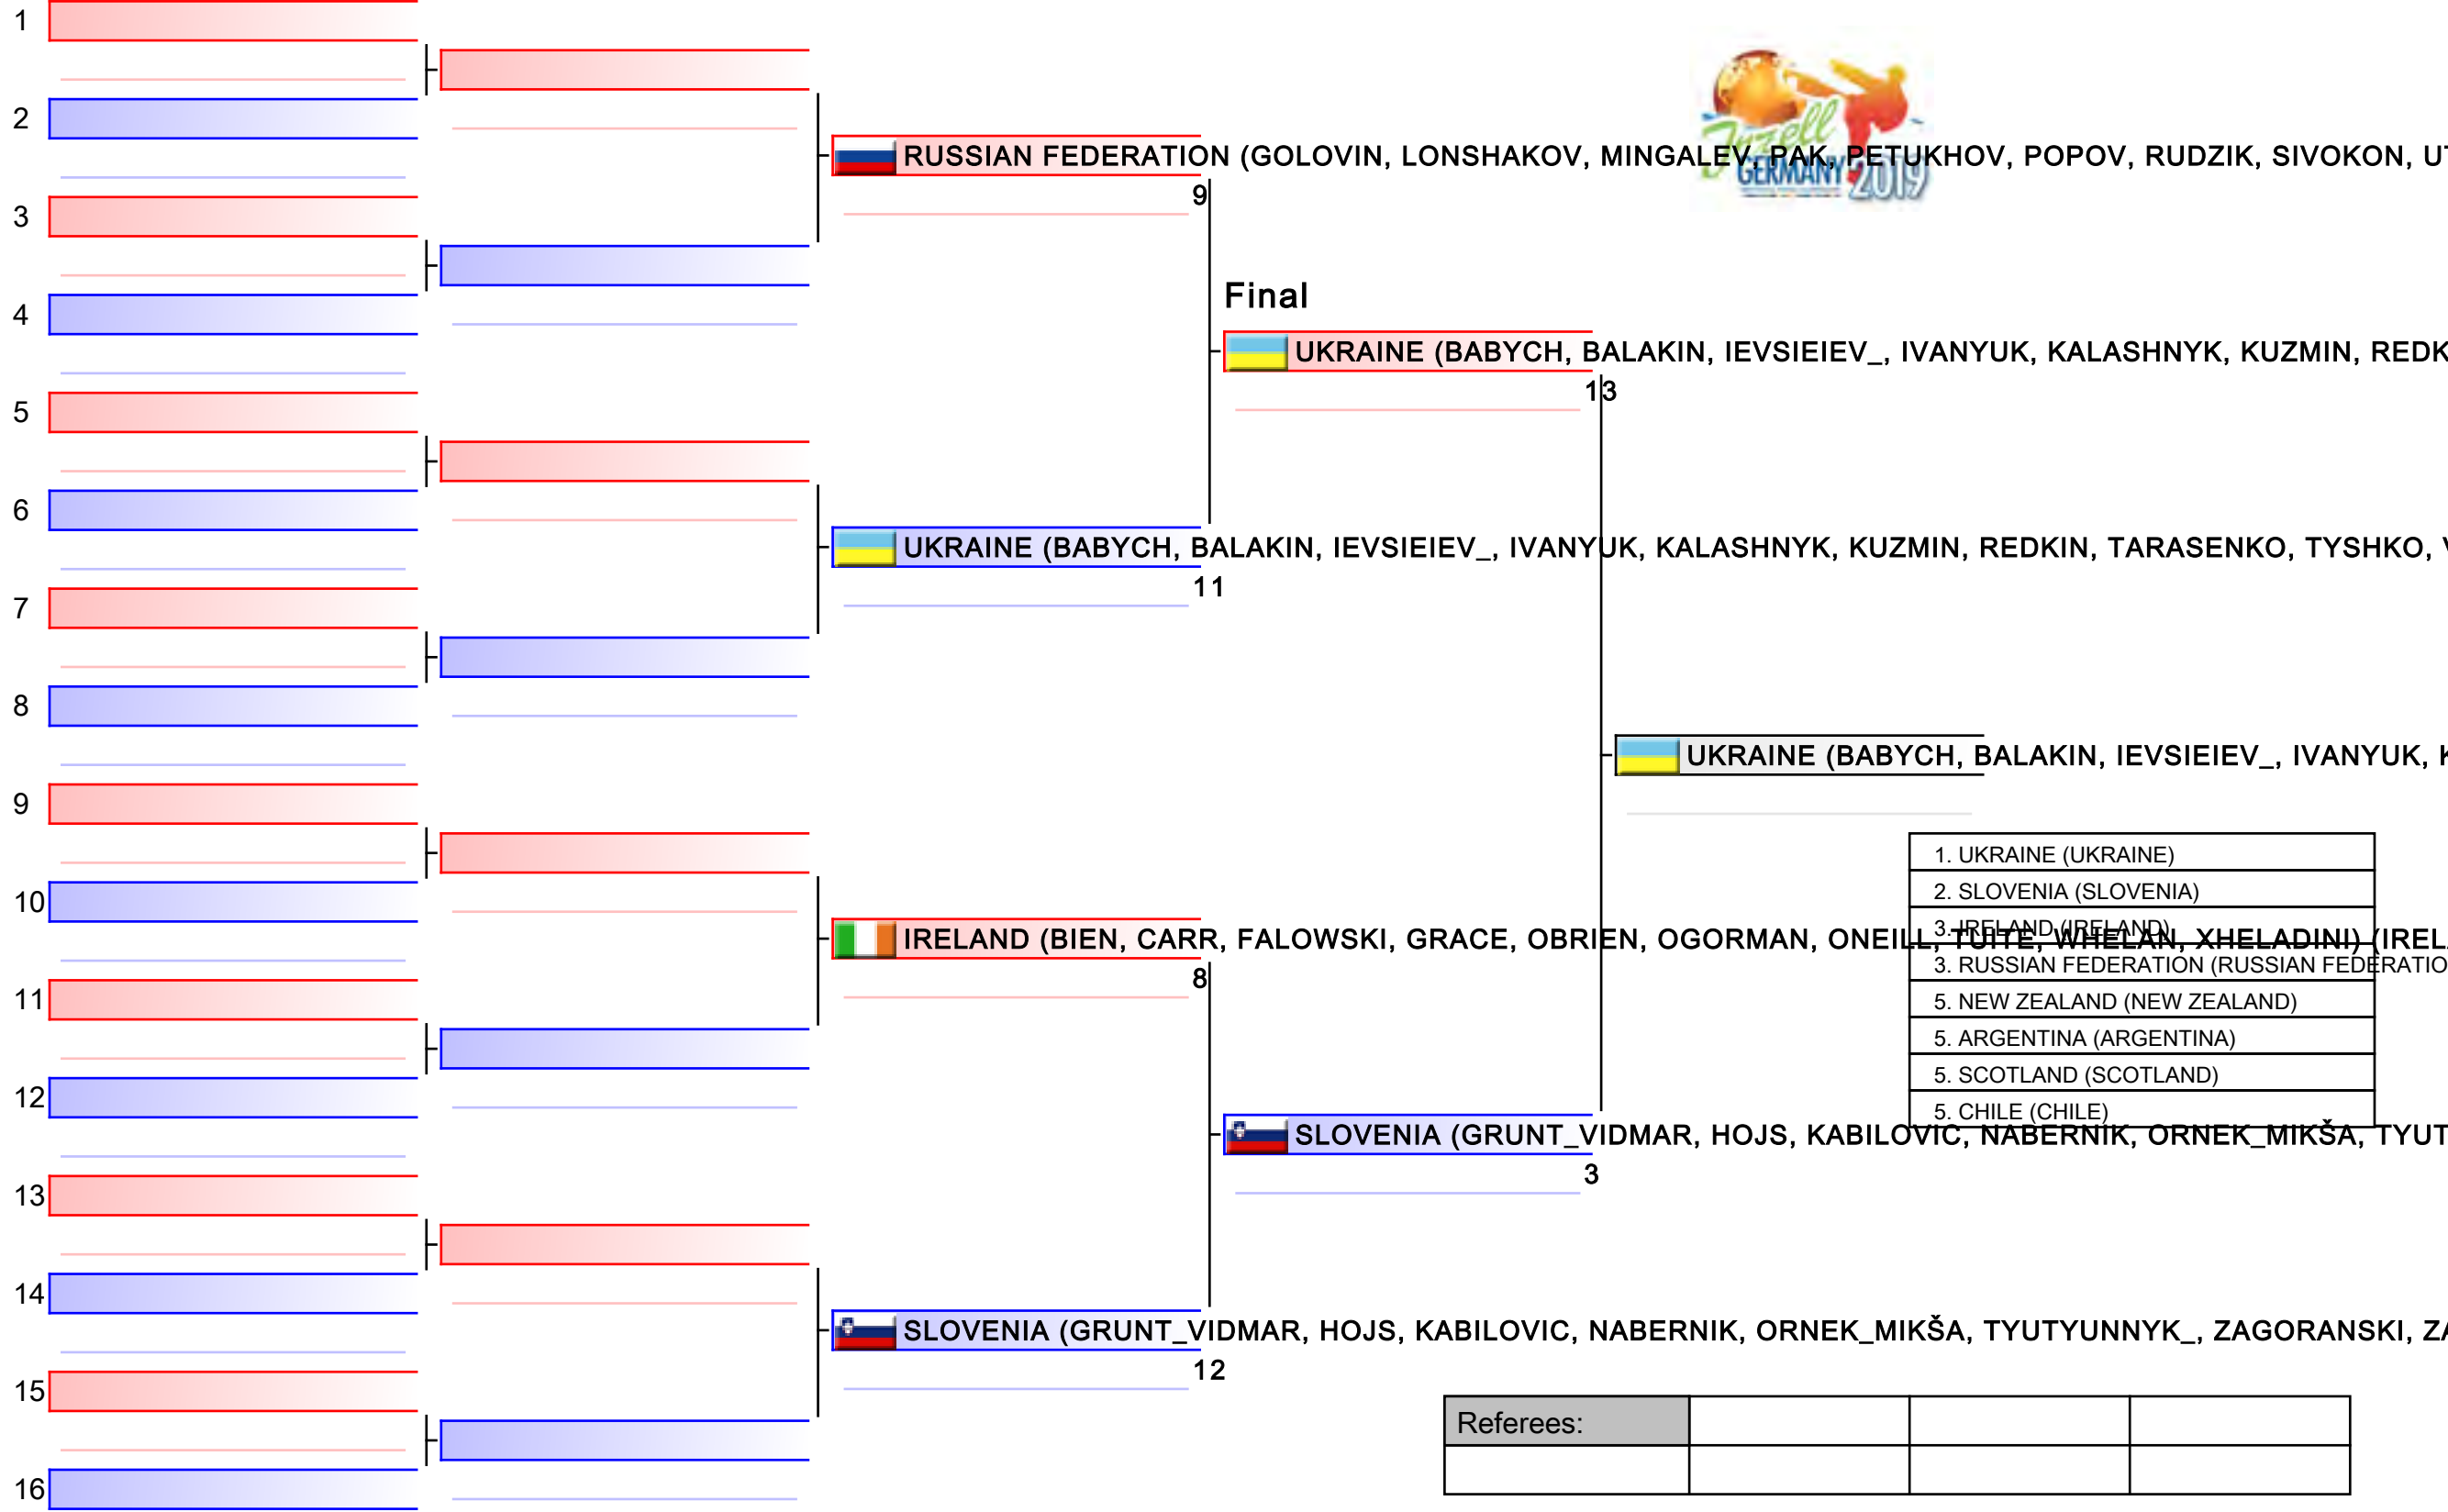 1
2
RUSSIAN FEDERATION (GOLOVIN, LONSHAKOV, MINGALEV, PAK, PETUKHOV, POPOV, RUDZIK, SIVOKON,
Inzell
GERMANY 2019
9
3
Final
4
UKRAINE (BABYCH, BALAKIN, IEVSIEIEV_, IVANYUK, KALASHNYK, KUZMIN,
13
5
6
UKRAINE (BABYCH, BALAKIN, IEVSIEIEV_, IVANYUK, KALASHNYK, KUZMIN, REDKIN, TARASENKO, TYSHKO,
11
7
8
UKRAINE (BABYCH, BALAKIN, IEVSIEIEV_, IVANYUK,
9
1. UKRAINE (UKRAINE)
2. SLOVENIA (SLOVENIA)
10
3. IRELAND (IRELAND)
IRELAND (BIEN, CARR, FALOWSKI, GRACE, OBRIEN, OGORMAN, ONEILL, TUITE, WHELAN, XHELADINI)
3. RUSSIAN FEDERATION (RUSSIAN FEDERATIO
8
11
5. NEW ZEALAND (NEW ZEALAND)
5. ARGENTINA (ARGENTINA)
5. SCOTLAND (SCOTLAND)
12
5. CHILE (CHILE)
SLOVENIA (GRUNT_VIDMAR, HOJS, KABILOVIC, NABERNIK, ORNEK_MIKŠA,
3
13
14
SLOVENIA (GRUNT_VIDMAR, HOJS, KABILOVIC, NABERNIK, ORNEK_MIKŠA, TYUTYUNNYK_, ZAGORANSKI,
12
15
Referees:
16